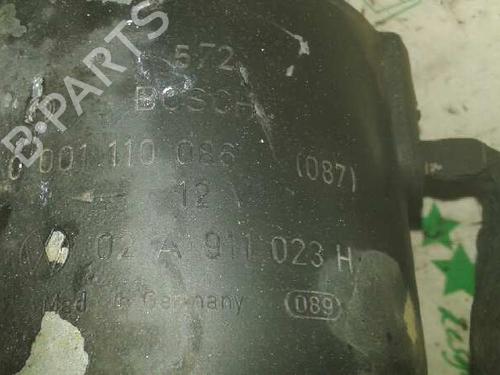 572
BOSCH
0 001 110 086 (087)
12 V
02 A 911 023 H
Made in Germany 089
B-PARTS